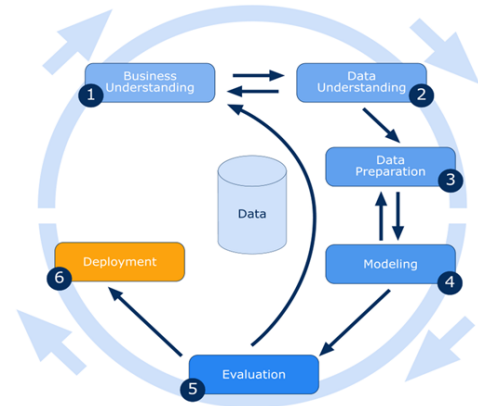 Business
Understanding
1
Data
Understanding
2
Data
Preparation
3
Data
Modeling
4
Deployment
6
Evaluation
5